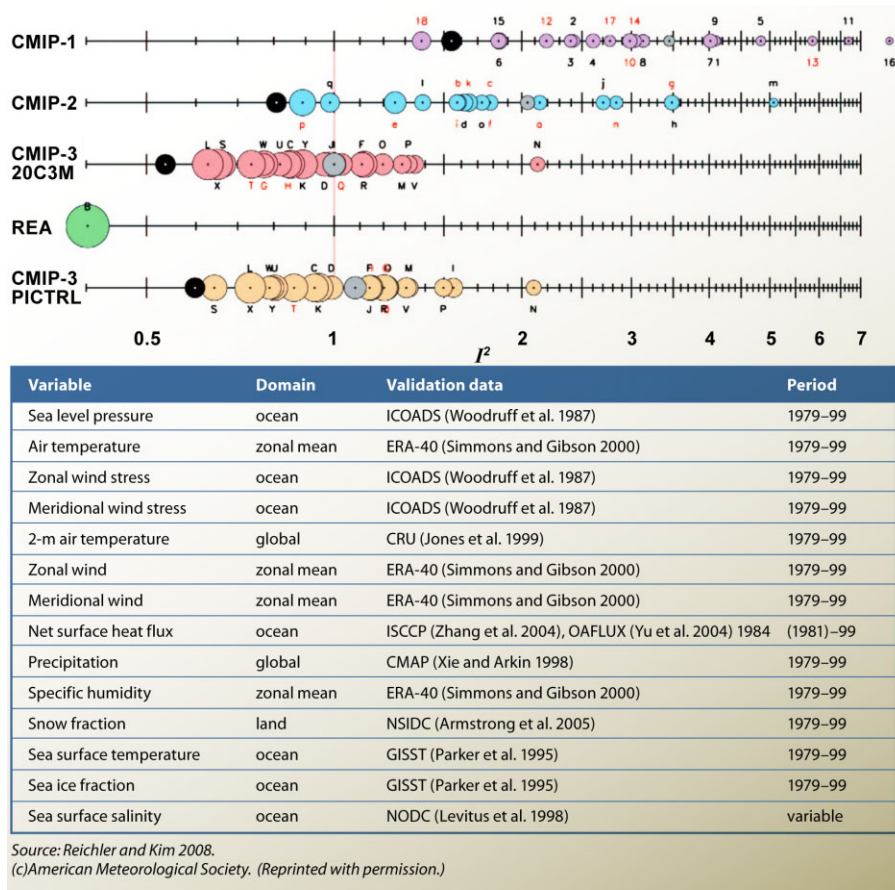 18 15 12 2 17 14 9 5 11
CMIP-1
6 3 4 10 8 7 1 13 16
q l b k c j g m
CMIP-2
p e i d o f a n h
L S W U C Y J I F O P N
CMIP-3
20C3M
X T G H K D Q R M V
B
REA
L W U C D F O M I
CMIP-3
PICTRL
S X Y T K J R V P N
0.5 1 2 3 4 5 6 7
I²
Variable Domain Validation data Period
Sea level pressure ocean ICOADS (Woodruff et al. 1987) 1979–99
Air temperature zonal mean ERA-40 (Simmons and Gibson 2000) 1979–99
Zonal wind stress ocean ICOADS (Woodruff et al. 1987) 1979–99
Meridional wind stress ocean ICOADS (Woodruff et al. 1987) 1979–99
2-m air temperature global CRU (Jones et al. 1999) 1979–99
Zonal wind zonal mean ERA-40 (Simmons and Gibson 2000) 1979–99
Meridional wind zonal mean ERA-40 (Simmons and Gibson 2000) 1979–99
Net surface heat flux ocean ISCCP (Zhang et al. 2004), OAFLUX (Yu et al. 2004) 1984 (1981)–99
Precipitation global CMAP (Xie and Arkin 1998) 1979–99
Specific humidity zonal mean ERA-40 (Simmons and Gibson 2000) 1979–99
Snow fraction land NSIDC (Armstrong et al. 2005) 1979–99
Sea surface temperature ocean GISST (Parker et al. 1995) 1979–99
Sea ice fraction ocean GISST (Parker et al. 1995) 1979–99
Sea surface salinity ocean NODC (Levitus et al. 1998) variable
Source: Reichler and Kim 2008.
(c)American Meteorological Society. (Reprinted with permission.)